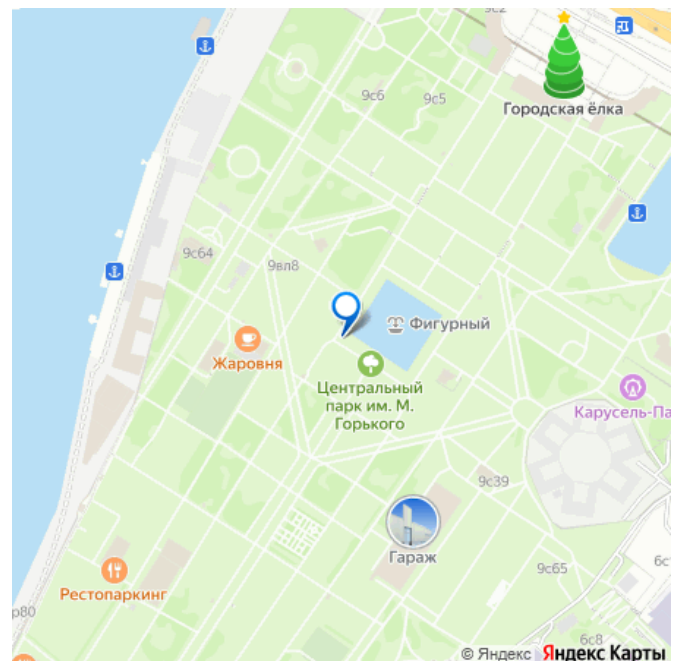 9с2
9с6
9с5
Городская ёлка
9с64
9вл8
Фигурный
Жаровня
Центральный
парк им. М.
Горького
Карусель-Па
9с39
Гараж
9с65
Рестопаркинг
р80
6с
6с8
© Яндекс Яндекс Карты